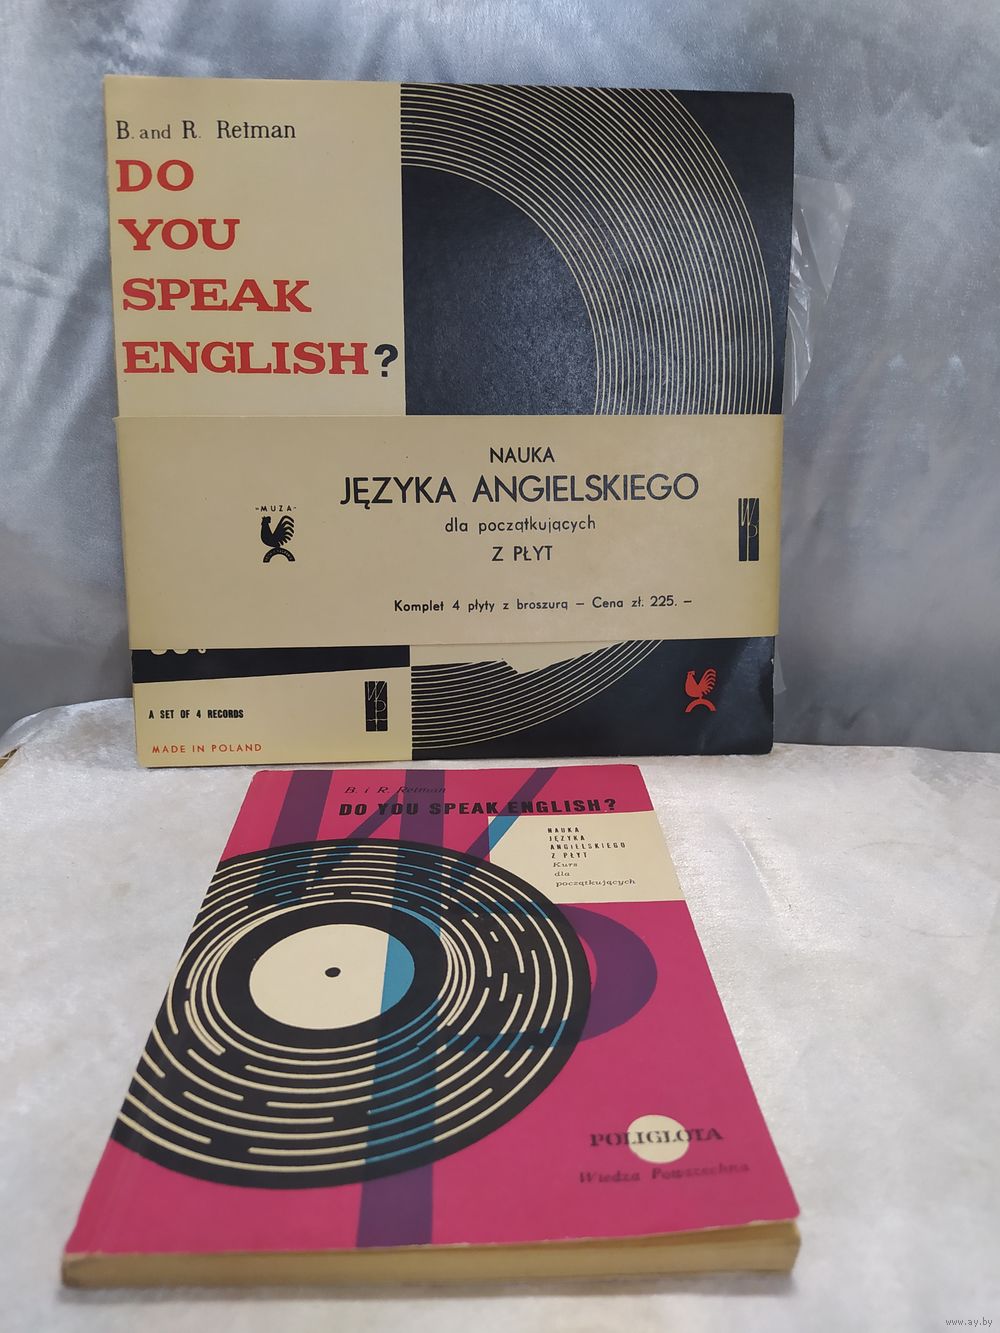 B. and R. Retman
DO
YOU
SPEAK
ENGLISH?
NAUKA
JĘZYKA ANGIELSKIEGO
dla początkujących
Z PŁYT
-MUZA-
WP
Komplet 4 płyty z broszurą – Cena zł. 225. –
A SET OF 4 RECORDS
WP
MADE IN POLAND
B. i R. Retman
DO YOU SPEAK ENGLISH?
NAUKA
JĘZYKA
ANGIELSKIEGO
Z PŁYT
Kurs
dla
początkujących
POLIGLOTA
Wiedza Powszechna
www.ay.by